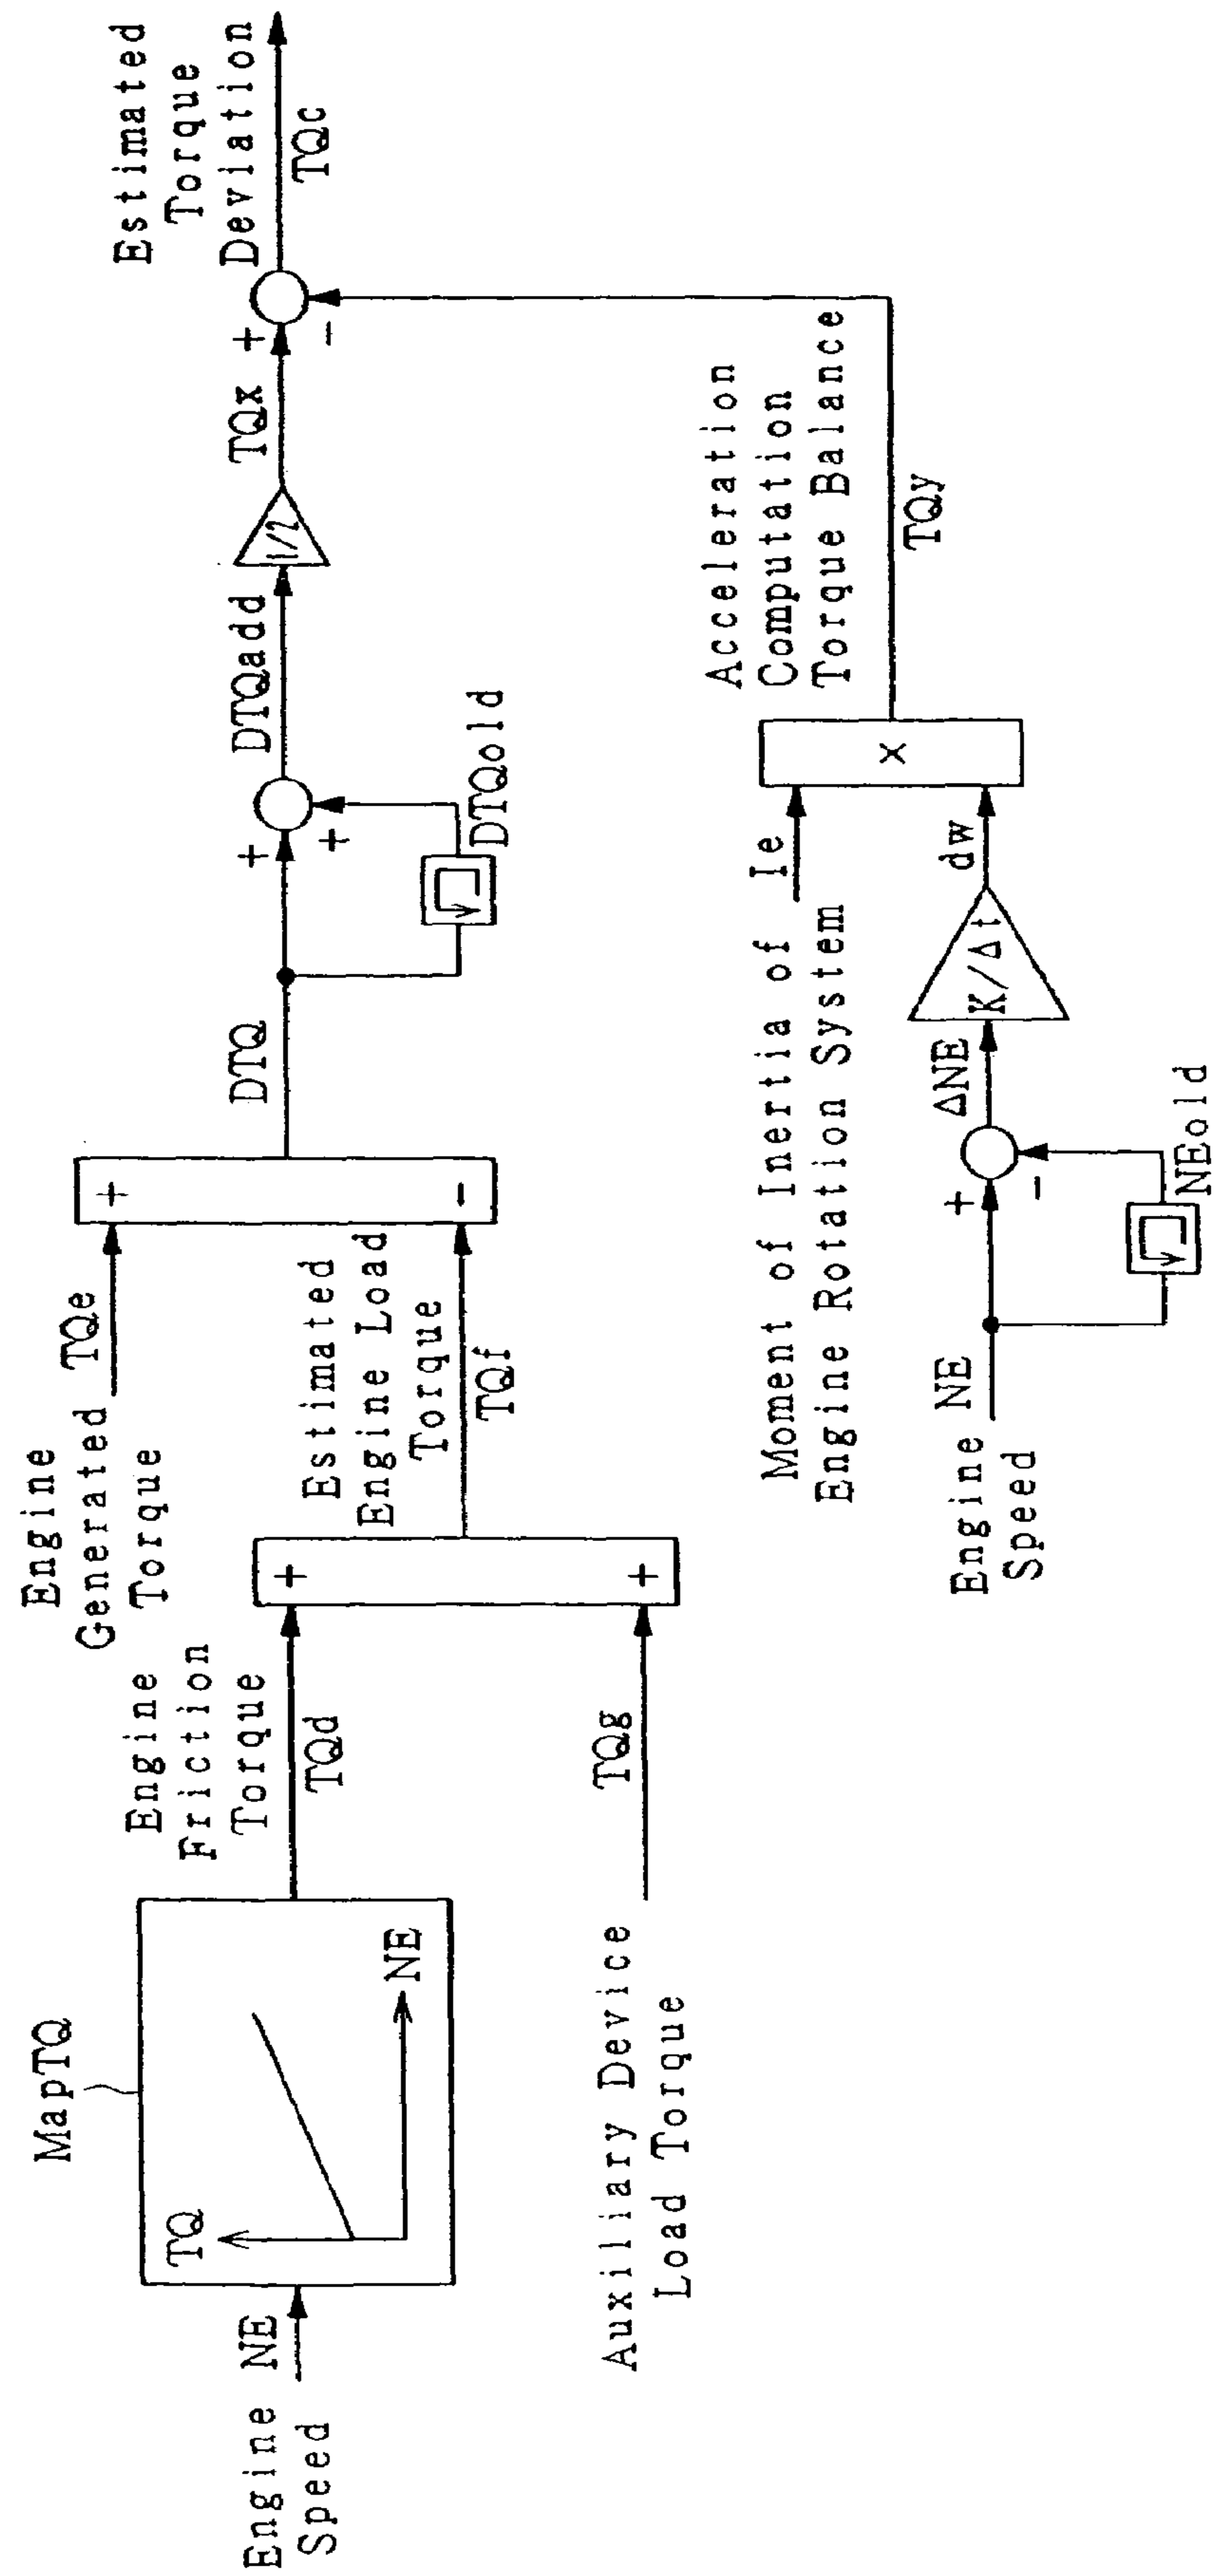 MapTQ
TQ
NE
Engine
Speed
NE
Engine
Friction
Torque
TQd
Auxiliary Device
Load Torque
TQg
+
+
Engine
Generated
Torque
TQe
Estimated
Engine Load
Torque
TQf
+
-
DTQ
+
+
DTQold
DTQadd
1/2
TQx
+
-
Estimated
Torque
Deviation
TQc
Engine
Speed
NE
+
-
NEold
ΔNE
K/Δt
dw
Moment of Inertia of
Engine Rotation System
Ie
×
Acceleration
Computation
Torque Balance
TQy